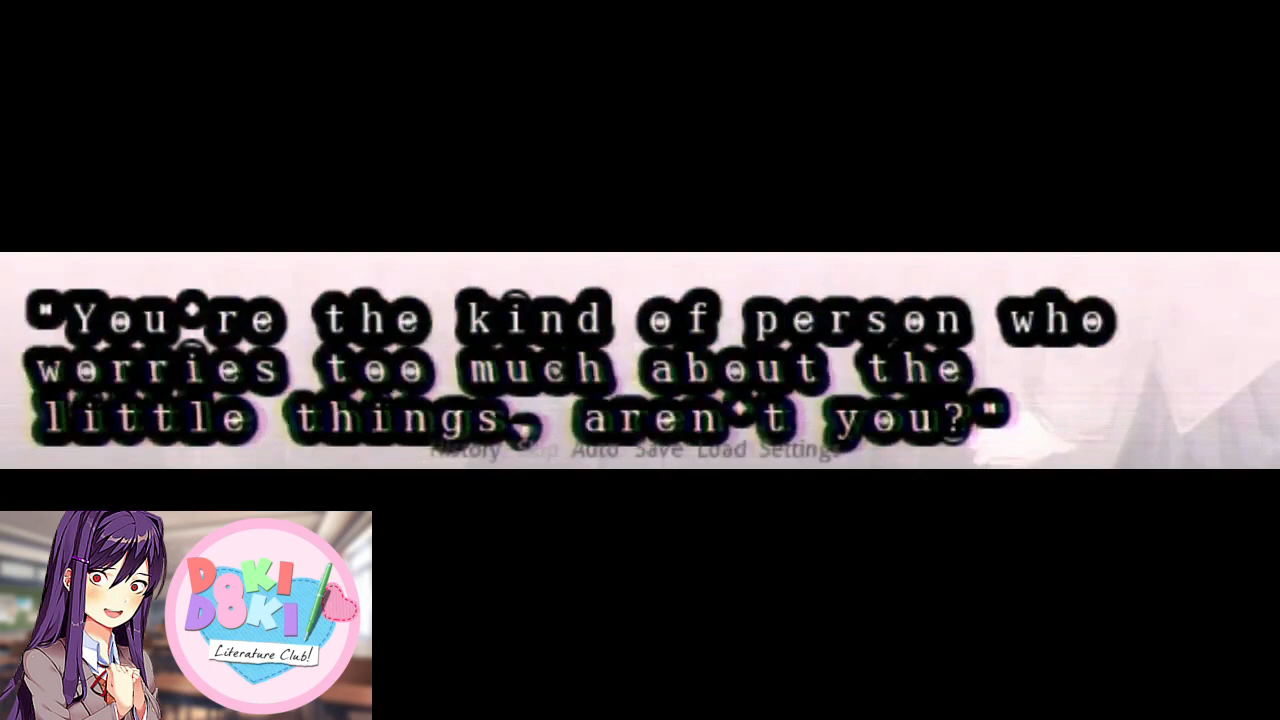 "You're the kind of person who
worries too much about the
little things, aren't you?"
History Skip Auto Save Load Settings
DOKI
DOKI
Literature Club!